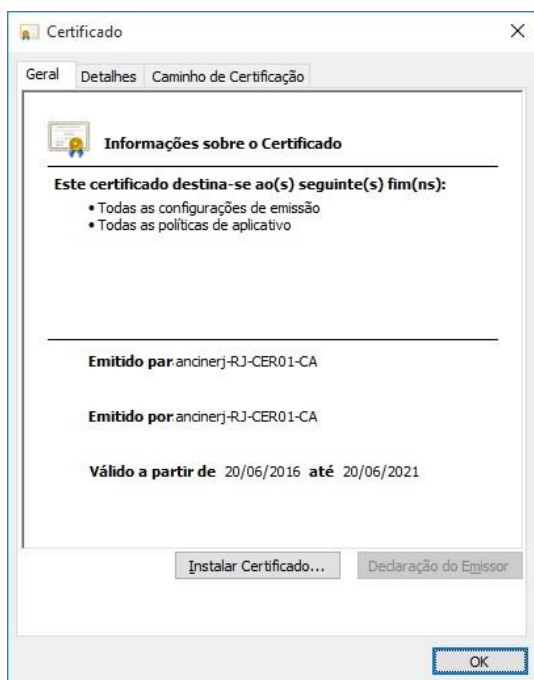 Certificado
Geral Detalhes Caminho de Certificação
Informações sobre o Certificado
Este certificado destina-se ao(s) seguinte(s) fim(ns):
• Todas as configurações de emissão
• Todas as políticas de aplicativo
Emitido par ancinerj-RJ-CER01-CA
Emitido por ancinerj-RJ-CER01-CA
Válido a partir de 20/06/2016 até 20/06/2021
Instalar Certificado... Declaração do Emissor
OK